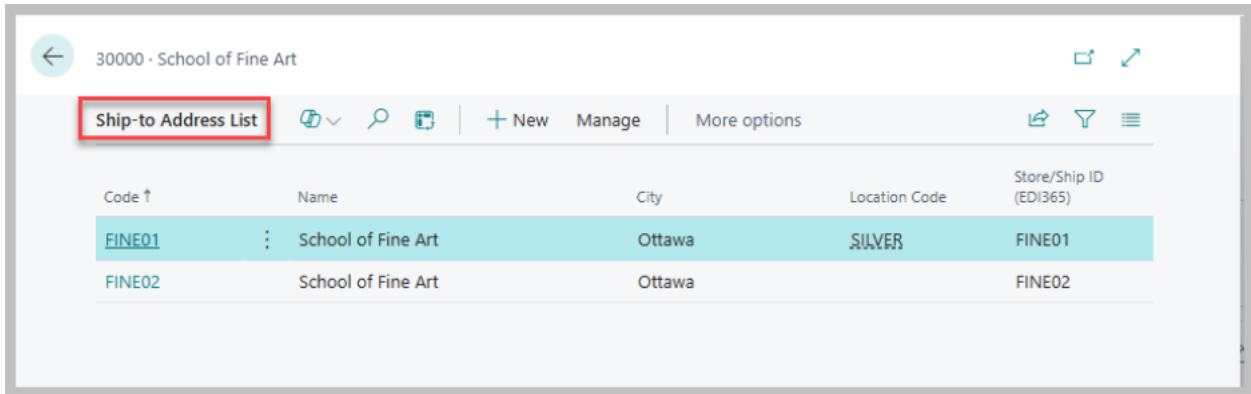 30000 · School of Fine Art
Ship-to Address List + New Manage More options
Code ↑ Name City Location Code Store/Ship ID (EDI365)
FINE01 School of Fine Art Ottawa SILVER FINE01
FINE02 School of Fine Art Ottawa FINE02